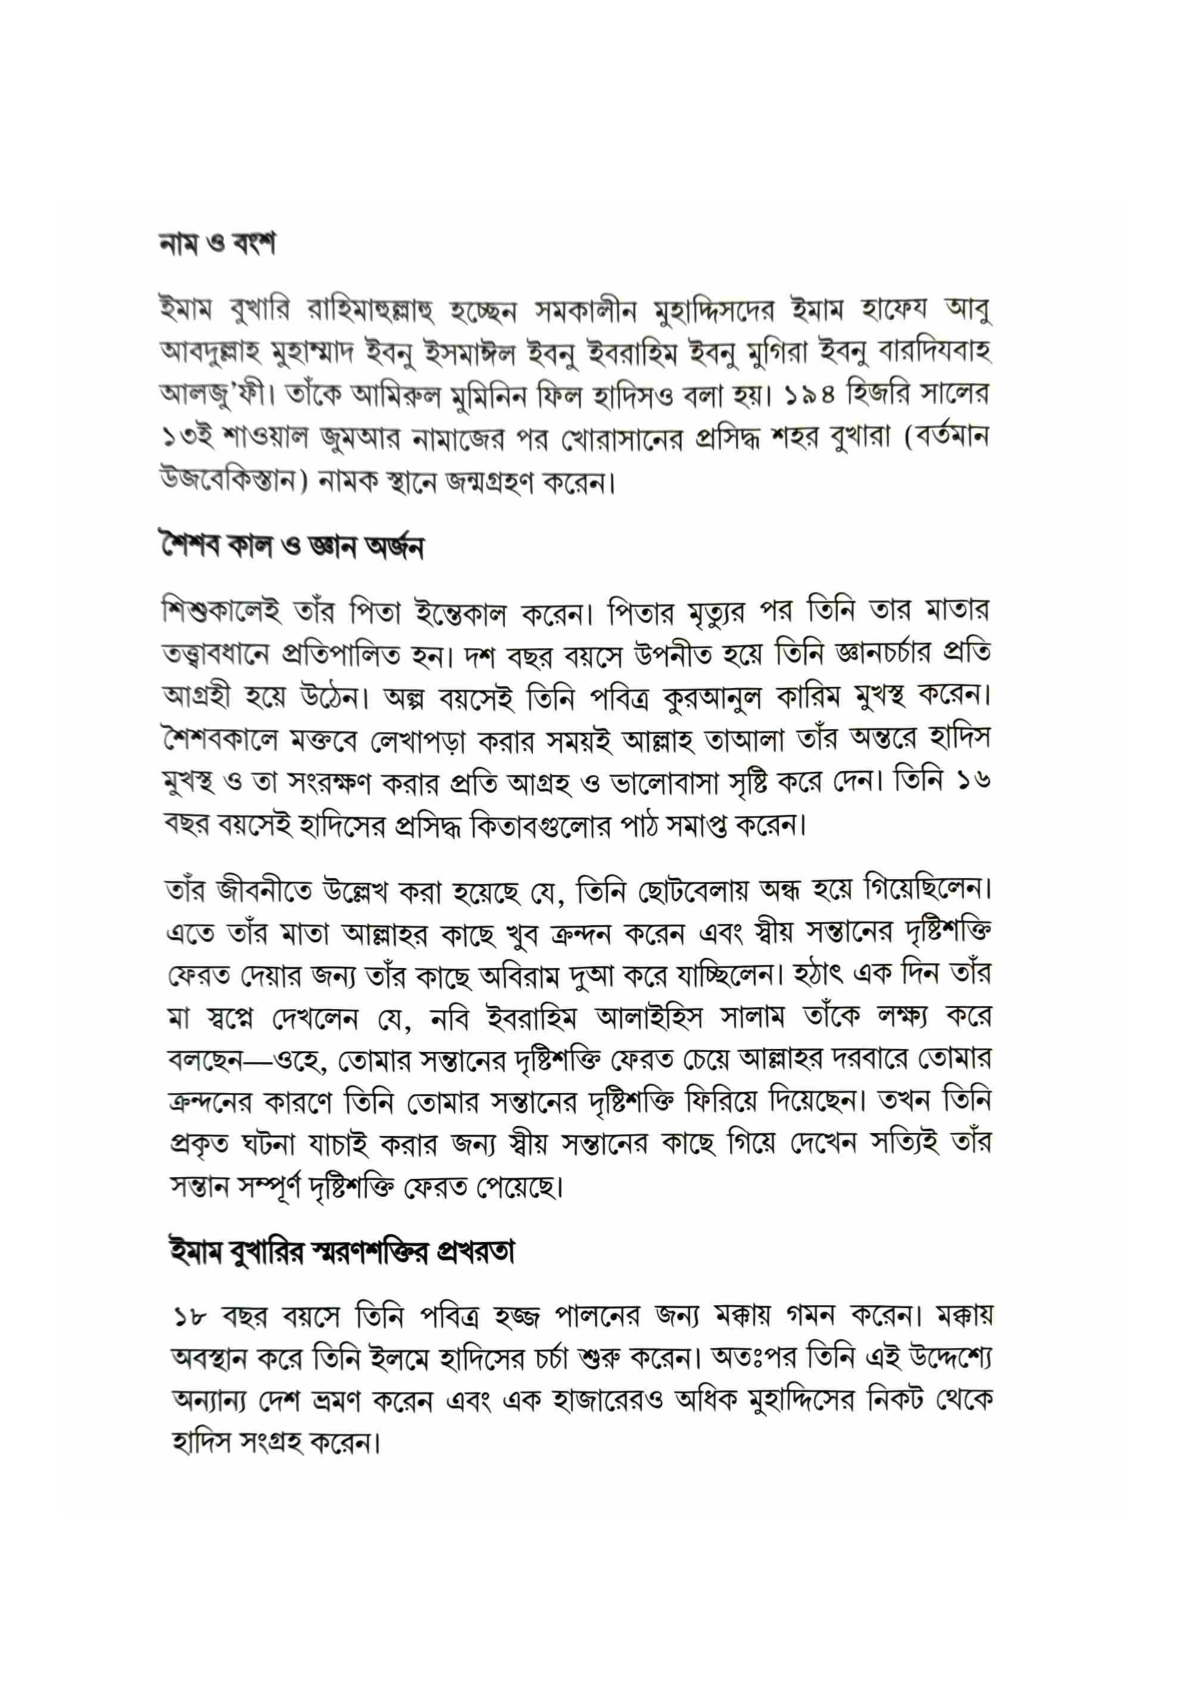 নাম ও বংশ
ইমাম বুখারি রাহিমাহুল্লাহু হচ্ছেন সমকালীন মুহাদ্দিসদের ইমাম হাফেয আবু
আবদুল্লাহ মুহাম্মাদ ইবনু ইসমাঈল ইবনু ইবরাহিম ইবনু মুগিরা ইবনু বারদিযবাহ
আলজু'ফী। তাঁকে আমিরুল মুমিনিন ফিল হাদিসও বলা হয়। ১৯৪ হিজরি সালের
১৩ই শাওয়াল জুমআর নামাজের পর খোরাসানের প্রসিদ্ধ শহর বুখারা (বর্তমান
উজবেকিস্তান) নামক স্থানে জন্মগ্রহণ করেন।
শৈশব কাল ও জ্ঞান অর্জন
শিশুকালেই তাঁর পিতা ইন্তেকাল করেন। পিতার মৃত্যুর পর তিনি তার মাতার
তত্ত্বাবধানে প্রতিপালিত হন। দশ বছর বয়সে উপনীত হয়ে তিনি জ্ঞানচর্চার প্রতি
আগ্রহী হয়ে উঠেন। অল্প বয়সেই তিনি পবিত্র কুরআনুল কারিম মুখস্থ করেন।
শৈশবকালে মক্তবে লেখাপড়া করার সময়ই আল্লাহ তাআলা তাঁর অন্তরে হাদিস
মুখস্থ ও তা সংরক্ষণ করার প্রতি আগ্রহ ও ভালোবাসা সৃষ্টি করে দেন। তিনি ১৬
বছর বয়সেই হাদিসের প্রসিদ্ধ কিতাবগুলোর পাঠ সমাপ্ত করেন।
তাঁর জীবনীতে উল্লেখ করা হয়েছে যে, তিনি ছোটবেলায় অন্ধ হয়ে গিয়েছিলেন।
এতে তাঁর মাতা আল্লাহর কাছে খুব ক্রন্দন করেন এবং স্বীয় সন্তানের দৃষ্টিশক্তি
ফেরত দেয়ার জন্য তাঁর কাছে অবিরাম দুআ করে যাচ্ছিলেন। হঠাৎ এক দিন তাঁর
মা স্বপ্নে দেখলেন যে, নবি ইবরাহিম আলাইহিস সালাম তাঁকে লক্ষ্য করে
বলছেন—ওহে, তোমার সন্তানের দৃষ্টিশক্তি ফেরত চেয়ে আল্লাহর দরবারে তোমার
ক্রন্দনের কারণে তিনি তোমার সন্তানের দৃষ্টিশক্তি ফিরিয়ে দিয়েছেন। তখন তিনি
প্রকৃত ঘটনা যাচাই করার জন্য স্বীয় সন্তানের কাছে গিয়ে দেখেন সত্যিই তাঁর
সন্তান সম্পূর্ণ দৃষ্টিশক্তি ফেরত পেয়েছে।
ইমাম বুখারির স্মরণশক্তির প্রখরতা
১৮ বছর বয়সে তিনি পবিত্র হজ্জ পালনের জন্য মক্কায় গমন করেন। মক্কায়
অবস্থান করে তিনি ইলমে হাদিসের চর্চা শুরু করেন। অতঃপর তিনি এই উদ্দেশ্যে
অন্যান্য দেশ ভ্রমণ করেন এবং এক হাজারেরও অধিক মুহাদ্দিসের নিকট থেকে
হাদিস সংগ্রহ করেন।